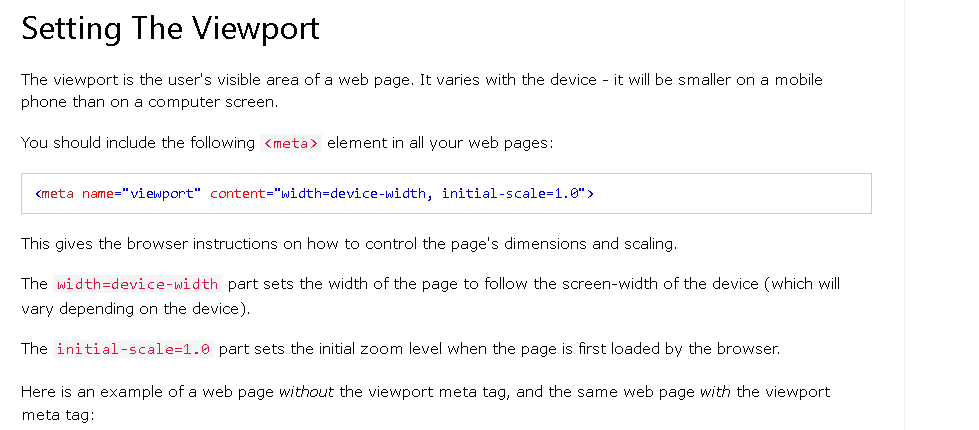 Setting The Viewport
The viewport is the user's visible area of a web page. It varies with the device - it will be smaller on a mobile
phone than on a computer screen.
You should include the following <meta> element in all your web pages:
<meta name="viewport" content="width=device-width, initial-scale=1.0">
This gives the browser instructions on how to control the page's dimensions and scaling.
The width=device-width part sets the width of the page to follow the screen-width of the device (which will
vary depending on the device).
The initial-scale=1.0 part sets the initial zoom level when the page is first loaded by the browser.
Here is an example of a web page without the viewport meta tag, and the same web page with the viewport
meta tag: